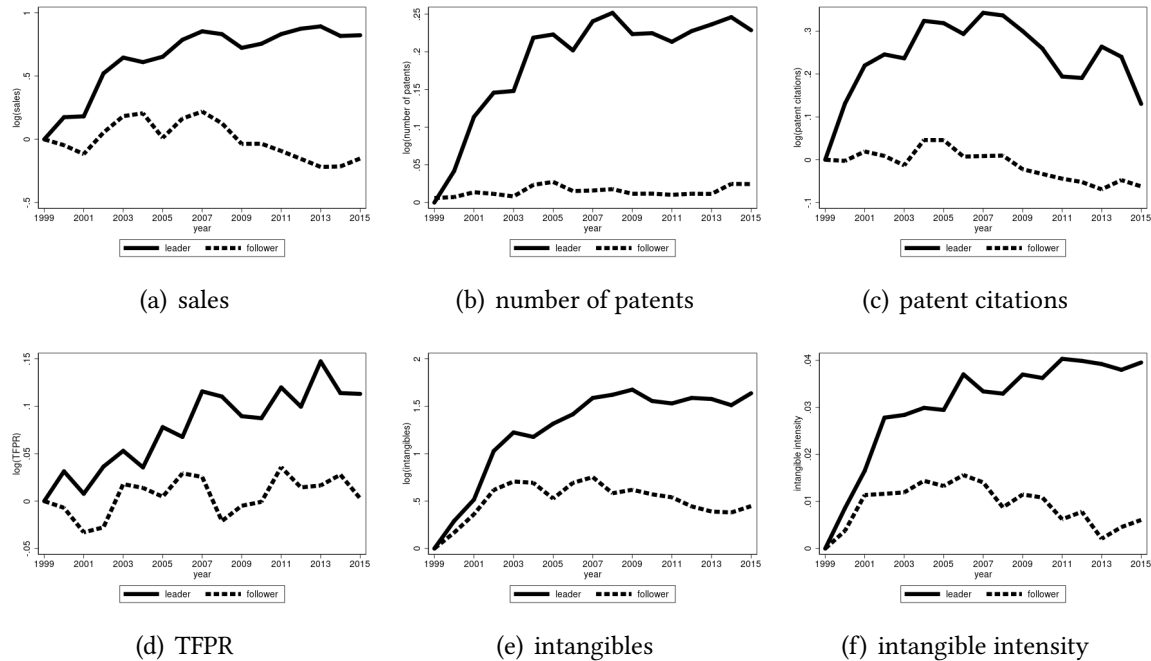 log(sales)
-.5 0 .5 1
1999 2001 2003 2005 2007 2009 2011 2013 2015
year
leader follower
(a) sales
log(number of patents)
0 .05 .1 .15 .2 .25
1999 2001 2003 2005 2007 2009 2011 2013 2015
year
leader follower
(b) number of patents
log(patent citations)
-.1 0 .1 .2 .3
1999 2001 2003 2005 2007 2009 2011 2013 2015
year
leader follower
(c) patent citations
log(TFPR)
-.05 0 .05 .1 .15
1999 2001 2003 2005 2007 2009 2011 2013 2015
year
leader follower
(d) TFPR
log(intangibles)
0 .5 1 1.5 2
1999 2001 2003 2005 2007 2009 2011 2013 2015
year
leader follower
(e) intangibles
intangible intensity
0 .01 .02 .03 .04
1999 2001 2003 2005 2007 2009 2011 2013 2015
year
leader follower
(f) intangible intensity